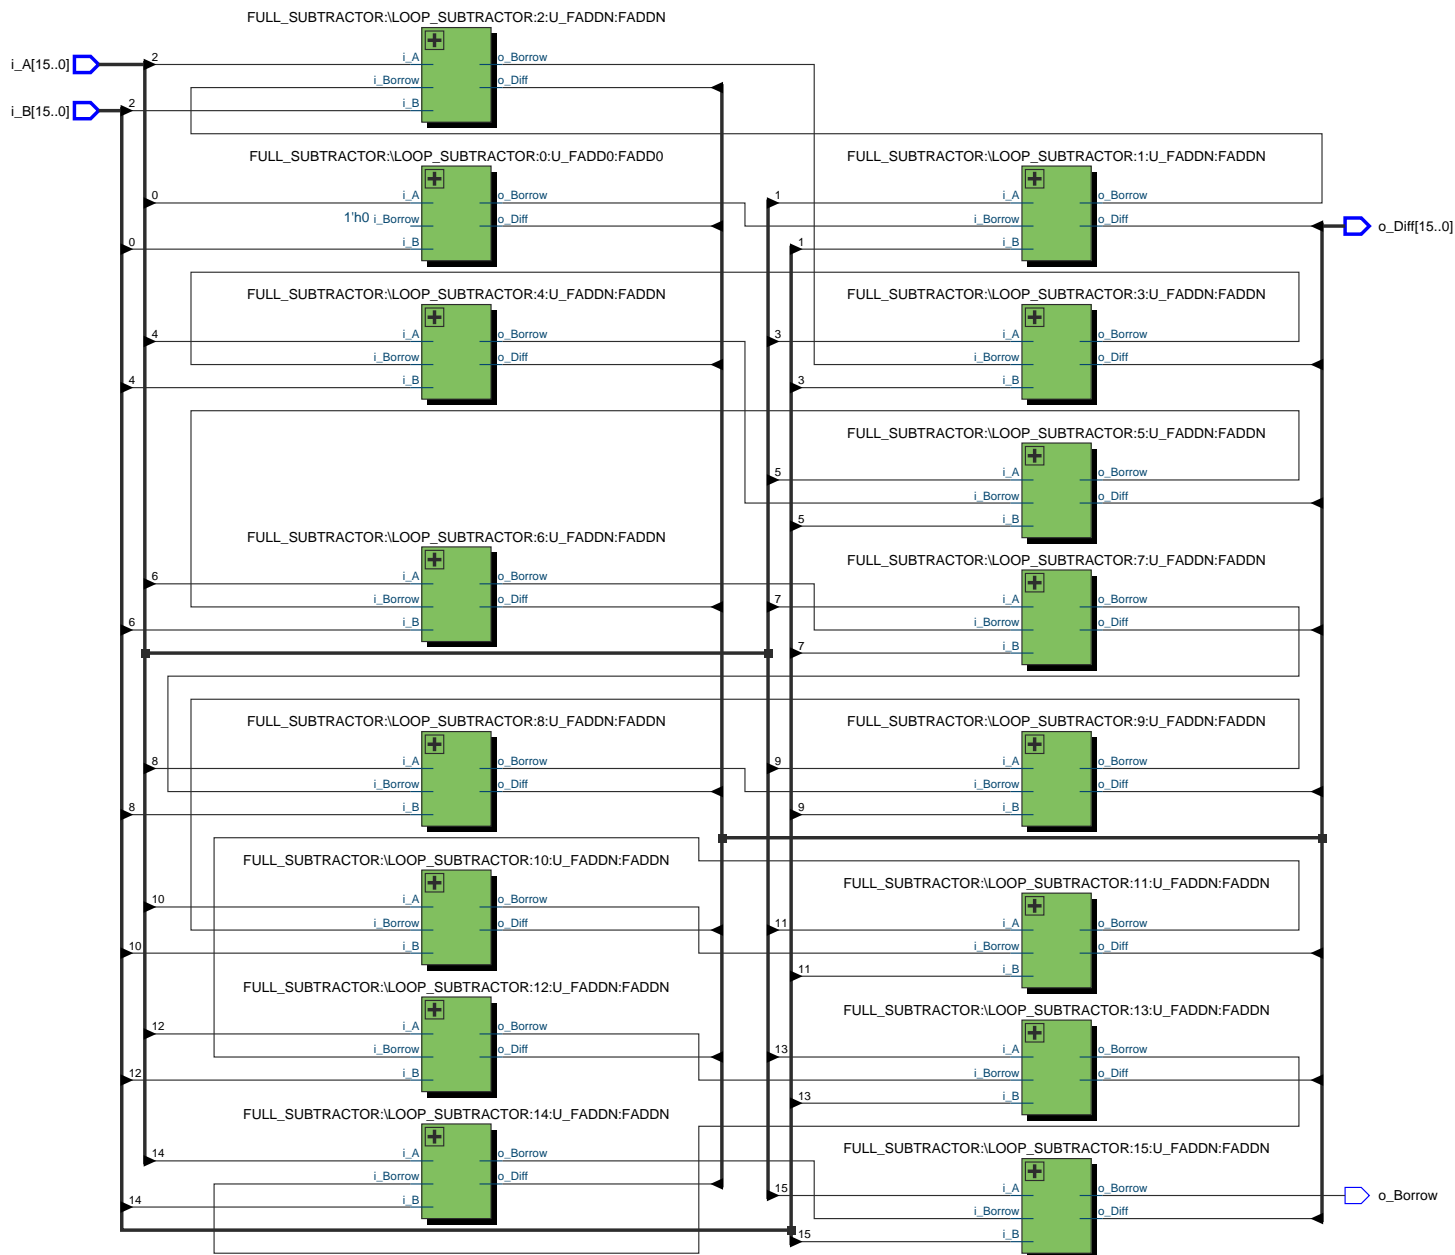 FULL_SUBTRACTOR:\LOOP_SUBTRACTOR:2:U_FADDN:FADDN
i_A[15..0]
2
i_A
o_Borrow
i_Borrow
o_Diff
i_B[15..0]
2
i_B
FULL_SUBTRACTOR:\LOOP_SUBTRACTOR:0:U_FADD0:FADD0
0
i_A
o_Borrow
1'h0
i_Borrow
o_Diff
0
i_B
FULL_SUBTRACTOR:\LOOP_SUBTRACTOR:1:U_FADDN:FADDN
1
i_A
o_Borrow
i_Borrow
o_Diff
1
i_B
o_Diff[15..0]
FULL_SUBTRACTOR:\LOOP_SUBTRACTOR:4:U_FADDN:FADDN
4
i_A
o_Borrow
i_Borrow
o_Diff
4
i_B
FULL_SUBTRACTOR:\LOOP_SUBTRACTOR:3:U_FADDN:FADDN
3
i_A
o_Borrow
i_Borrow
o_Diff
3
i_B
FULL_SUBTRACTOR:\LOOP_SUBTRACTOR:5:U_FADDN:FADDN
5
i_A
o_Borrow
i_Borrow
o_Diff
5
i_B
FULL_SUBTRACTOR:\LOOP_SUBTRACTOR:6:U_FADDN:FADDN
6
i_A
o_Borrow
i_Borrow
o_Diff
6
i_B
FULL_SUBTRACTOR:\LOOP_SUBTRACTOR:7:U_FADDN:FADDN
7
i_A
o_Borrow
i_Borrow
o_Diff
7
i_B
FULL_SUBTRACTOR:\LOOP_SUBTRACTOR:8:U_FADDN:FADDN
8
i_A
o_Borrow
i_Borrow
o_Diff
8
i_B
FULL_SUBTRACTOR:\LOOP_SUBTRACTOR:9:U_FADDN:FADDN
9
i_A
o_Borrow
i_Borrow
o_Diff
9
i_B
FULL_SUBTRACTOR:\LOOP_SUBTRACTOR:10:U_FADDN:FADDN
10
i_A
o_Borrow
i_Borrow
o_Diff
10
i_B
FULL_SUBTRACTOR:\LOOP_SUBTRACTOR:11:U_FADDN:FADDN
11
i_A
o_Borrow
i_Borrow
o_Diff
11
i_B
FULL_SUBTRACTOR:\LOOP_SUBTRACTOR:12:U_FADDN:FADDN
12
i_A
o_Borrow
i_Borrow
o_Diff
12
i_B
FULL_SUBTRACTOR:\LOOP_SUBTRACTOR:13:U_FADDN:FADDN
13
i_A
o_Borrow
i_Borrow
o_Diff
13
i_B
FULL_SUBTRACTOR:\LOOP_SUBTRACTOR:14:U_FADDN:FADDN
14
i_A
o_Borrow
i_Borrow
o_Diff
14
i_B
FULL_SUBTRACTOR:\LOOP_SUBTRACTOR:15:U_FADDN:FADDN
15
i_A
o_Borrow
i_Borrow
o_Diff
15
i_B
o_Borrow